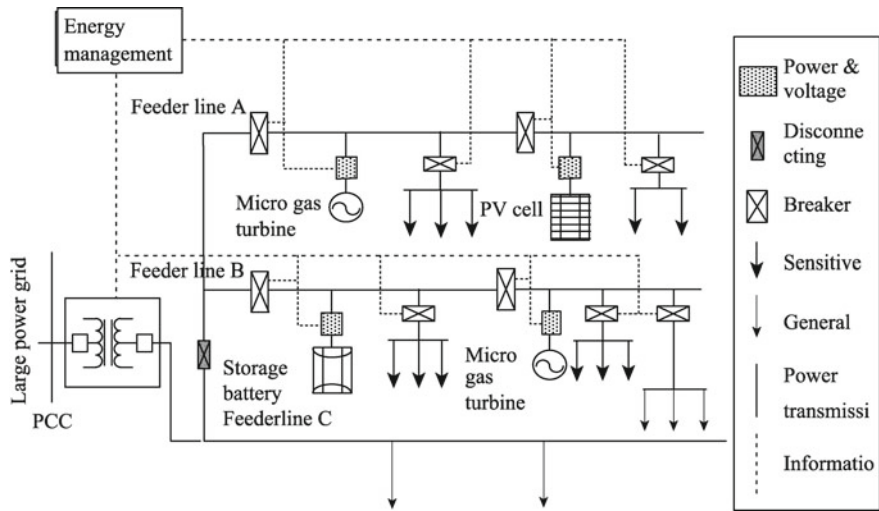 Energy
management
Feeder line A
Micro gas
turbine
PV cell
Feeder line B
Large power grid
PCC
Storage
battery
Feederline C
Micro
gas
turbine
Power &
voltage
Disconne
cting
Breaker
Sensitive
General
Power
transmissi
Informatio